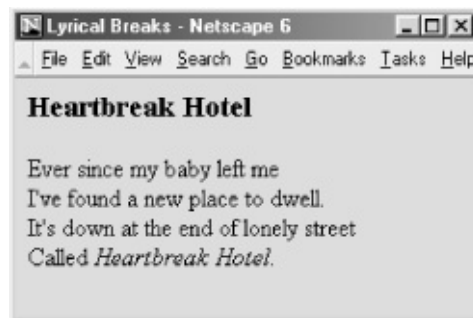 Lyrical Breaks - Netscape 6
File Edit View Search Go Bookmarks Tasks Help
Heartbreak Hotel
Ever since my baby left me
I've found a new place to dwell.
It's down at the end of lonely street
Called Heartbreak Hotel.